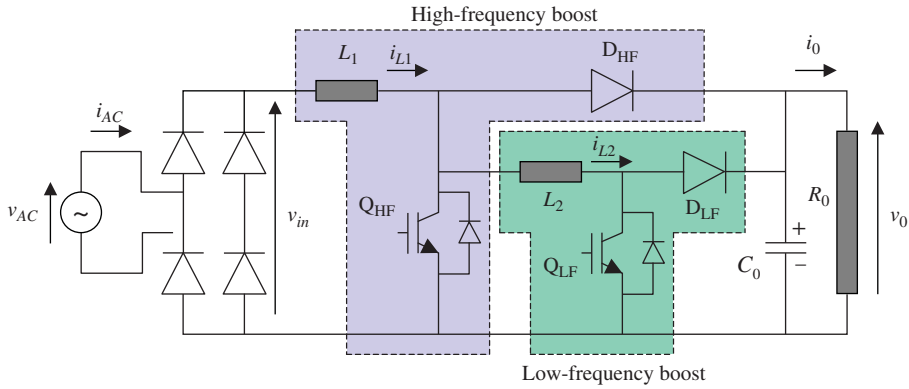 High-frequency boost
L1
iL1
DHF
i0
iAC
iL2
vAC
~
vin
QHF
L2
DLF
R0
v0
QLF
C0
+
−
Low-frequency boost